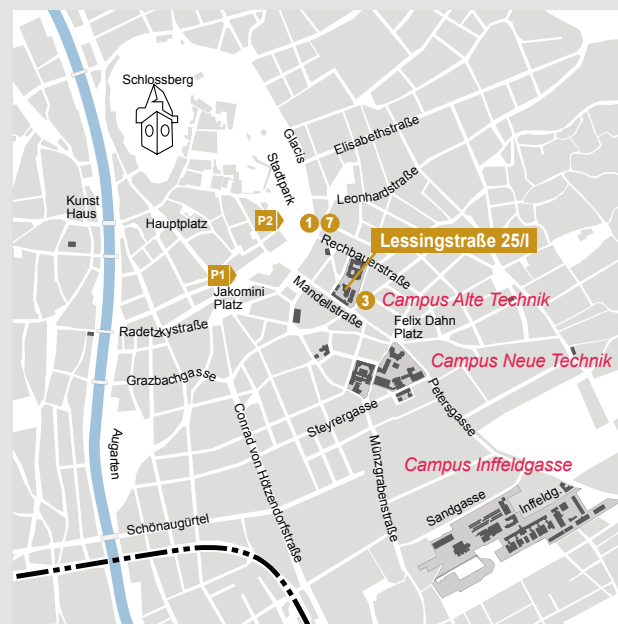 Schlossberg
Glacis
Elisabethstraße
Stadtpark
Leonhardstraße
Kunst
Haus
Hauptplatz
P2
1
7
Rechbauerstraße
Lessingstraße 25/I
P1
Jakomini
Platz
Mandellstraße
3
Campus Alte Technik
Radetzkystraße
Felix Dahn
Platz
Campus Neue Technik
Grazbachgasse
Petersgasse
Steyrergasse
Conrad von Hötzendorfstraße
Münzgrabenstraße
Augarten
Campus Inffeldgasse
Sandgasse
Inffeldg.
Schönaugürtel